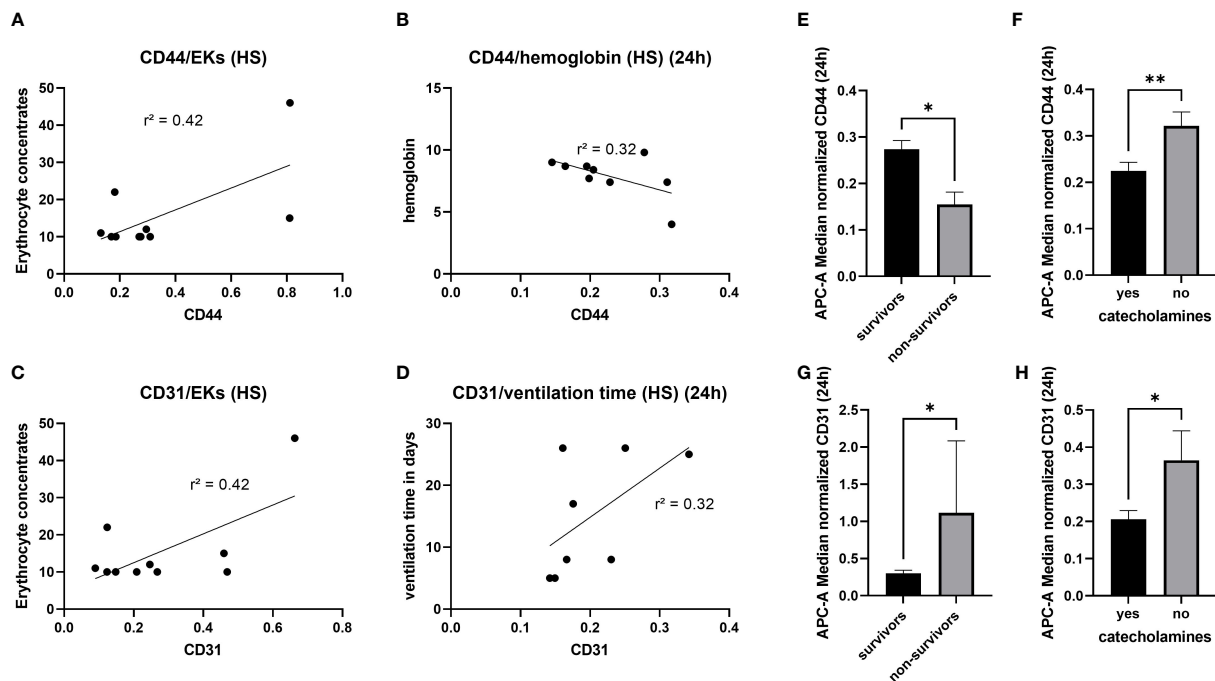 A
CD44/EKs (HS)
Erythrocyte concentrates
50
40
30
20
10
0
r² = 0.42
0.0 0.2 0.4 0.6 0.8 1.0
CD44
B
CD44/hemoglobin (HS) (24h)
hemoglobin
15
10
5
0
r² = 0.32
0.0 0.1 0.2 0.3 0.4
CD44
E
APC-A Median normalized CD44 (24h)
0.4
0.3
0.2
0.1
0.0
*
survivors
non-survivors
F
APC-A Median normalized CD44 (24h)
0.4
0.3
0.2
0.1
0.0
**
yes no
catecholamines
C
CD31/EKs (HS)
Erythrocyte concentrates
50
40
30
20
10
0
r² = 0.42
0.0 0.2 0.4 0.6 0.8
CD31
D
CD31/ventilation time (HS) (24h)
ventilation time in days
30
20
10
0
r² = 0.32
0.0 0.1 0.2 0.3 0.4
CD31
G
APC-A Median normalized CD31 (24h)
2.5
2.0
1.5
1.0
0.5
0.0
*
survivors
non-survivors
H
APC-A Median normalized CD31 (24h)
0.5
0.4
0.3
0.2
0.1
0.0
*
yes no
catecholamines